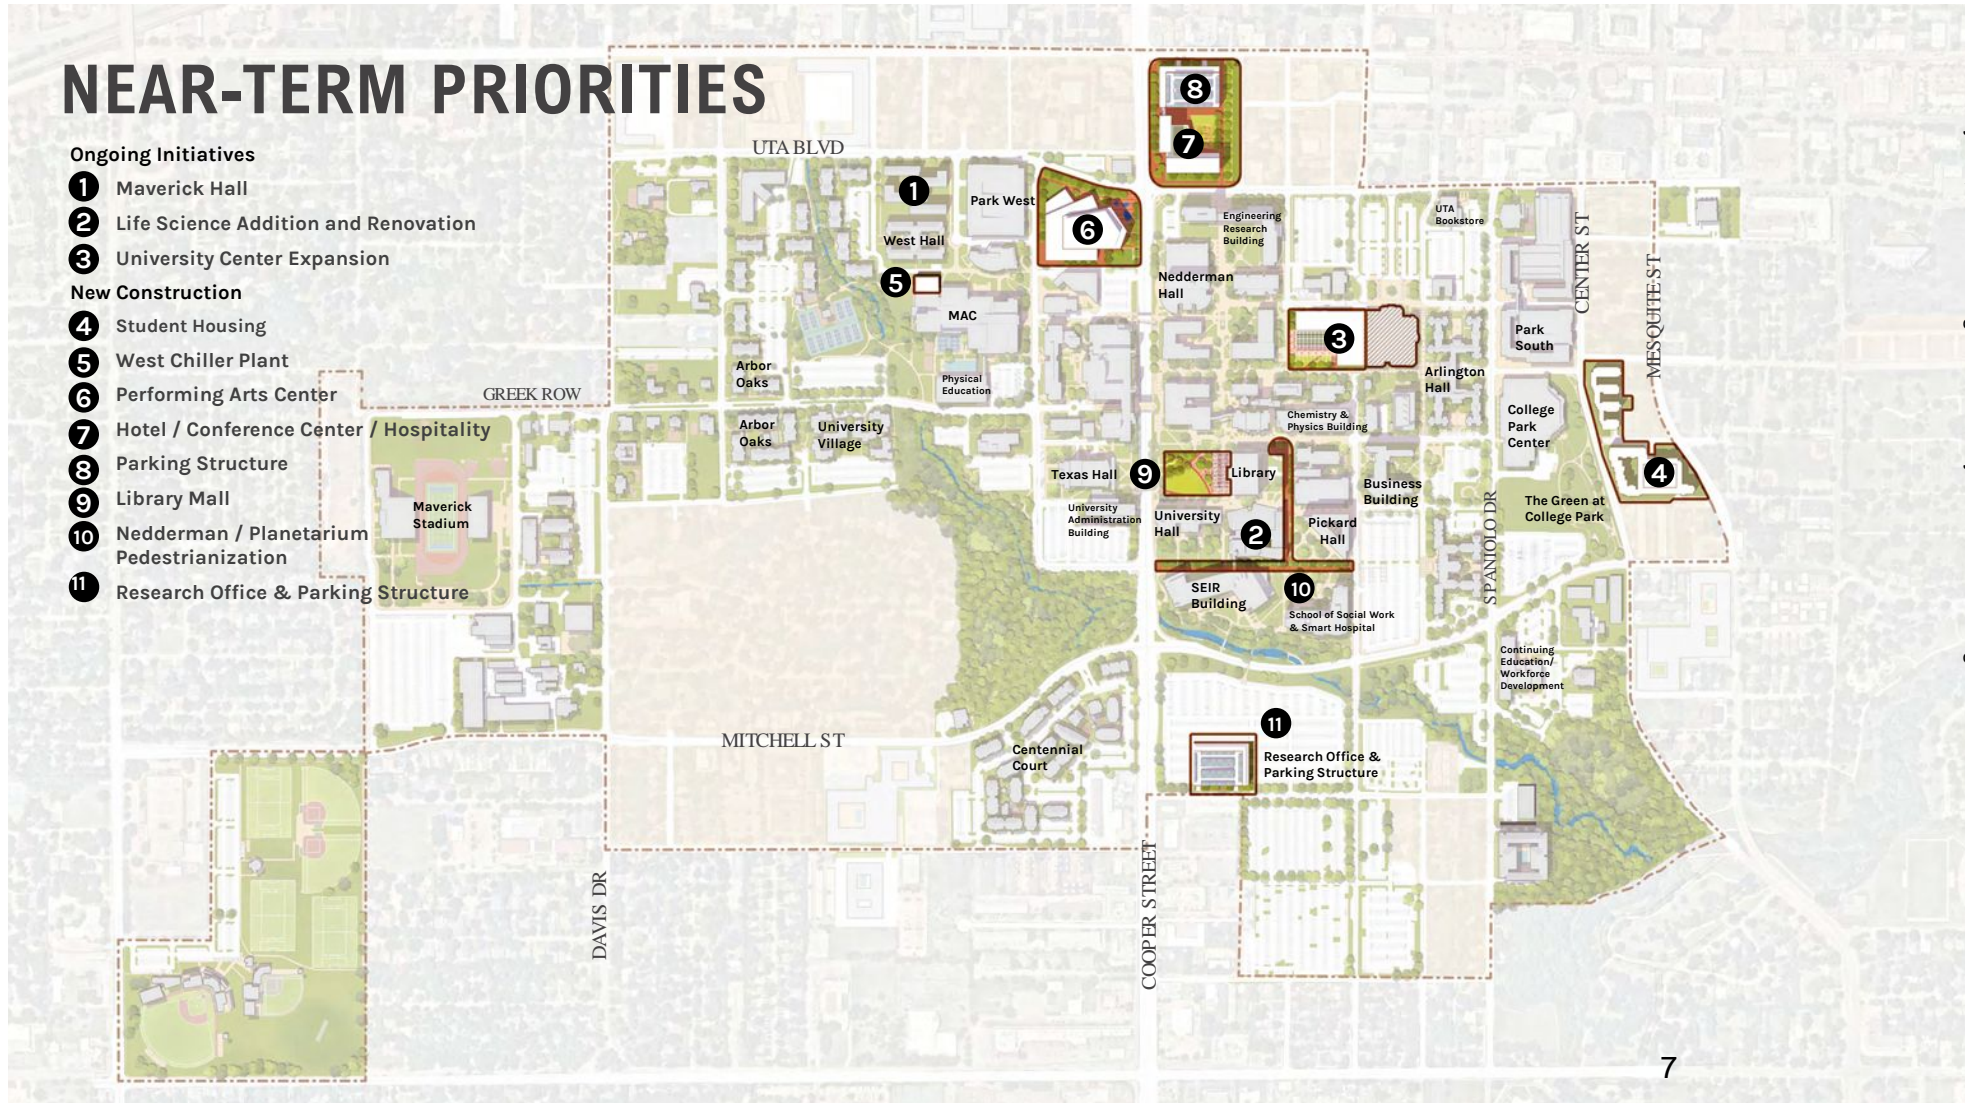 NEAR-TERM PRIORITIES
Ongoing Initiatives
1 Maverick Hall
2 Life Science Addition and Renovation
3 University Center Expansion
New Construction
4 Student Housing
5 West Chiller Plant
6 Performing Arts Center
7 Hotel / Conference Center / Hospitality
8 Parking Structure
9 Library Mall
10 Nedderman / Planetarium
Pedestrianization
11 Research Office & Parking Structure
UTA BLVD
8
7
1
Park West
6
West Hall
5
MAC
Engineering
Research
Building
UTA
Bookstore
Nedderman
Hall
3
CENTER ST
MESQUITE ST
Park
South
Arbor
Oaks
Physical
Education
Arlington
Hall
GREEK ROW
College
Park
Center
Arbor
Oaks
University
Village
Chemistry &
Physics Building
Texas Hall
9
Library
4
Business
Building
Maverick
Stadium
University
Administration
Building
University
Hall
2
Pickard
Hall
The Green at
College Park
SPANIOLO DR
SEIR
Building
10
School of Social Work
& Smart Hospital
Continuing
Education/
Workforce
Development
11
MITCHELL ST
Centennial
Court
Research Office &
Parking Structure
DAVIS DR
COOPER STREET
7